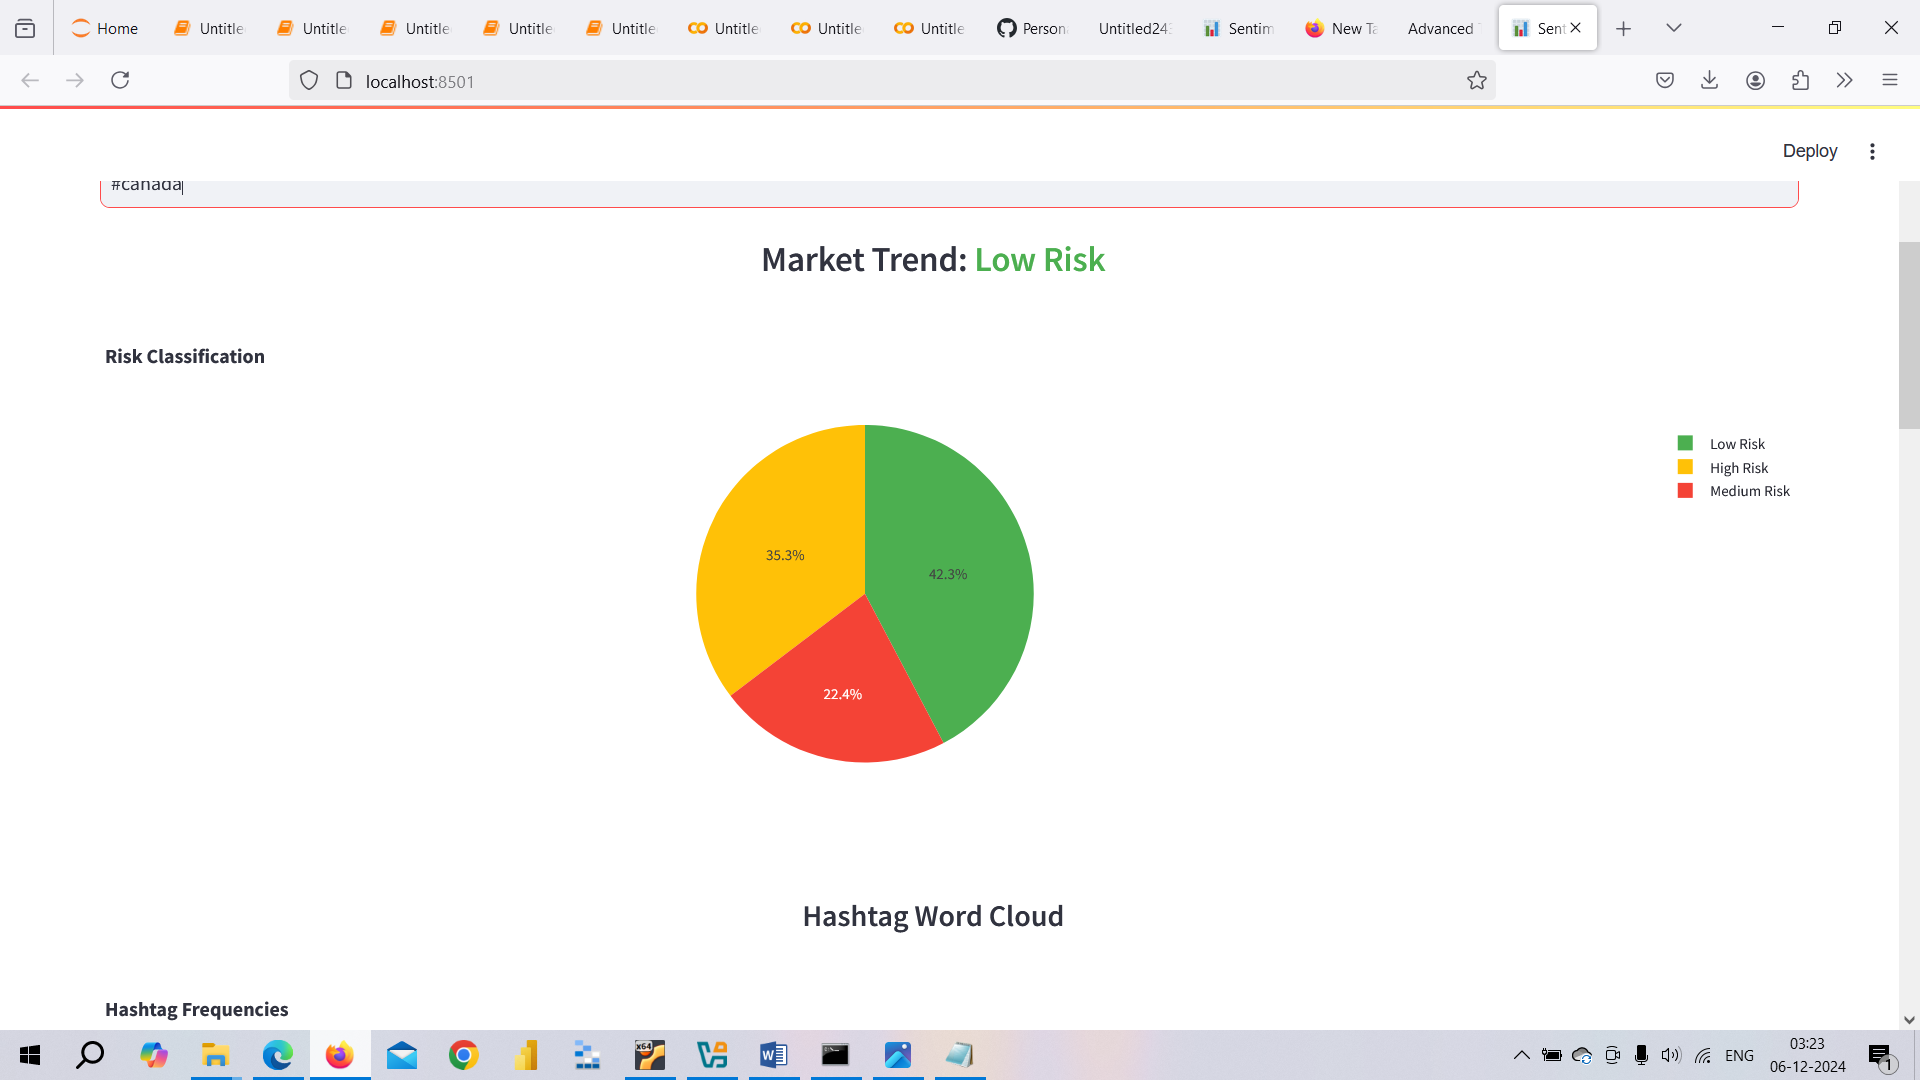 Home
Untitle
Untitle
Untitle
Untitle
Untitle
Untitle
Untitle
Untitle
Person
Untitled24
Sentim
New Ta
Advanced
Sent
localhost:8501
Deploy
#canada
Market Trend: Low Risk
Risk Classification
Low Risk
High Risk
Medium Risk
35.3%
42.3%
22.4%
Hashtag Word Cloud
Hashtag Frequencies
x64
ENG
03:23
06-12-2024
1